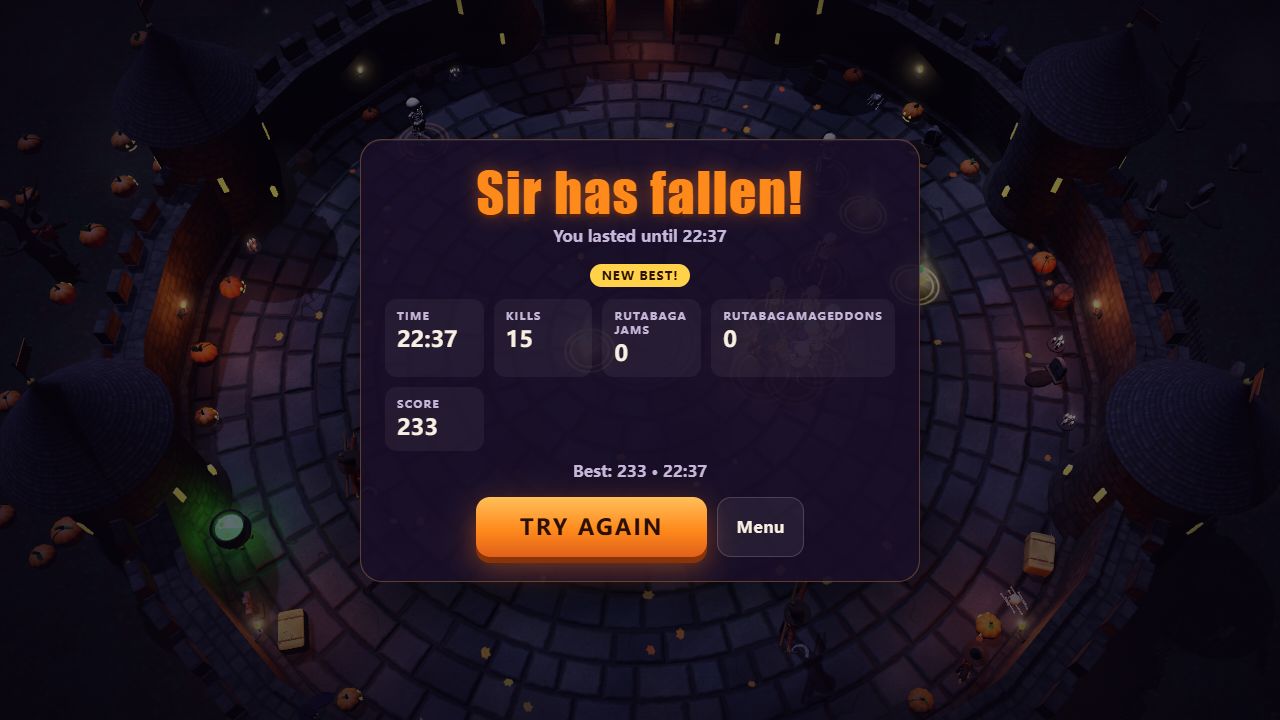 Sir has fallen!
You lasted until 22:37
NEW BEST!
TIME
22:37
KILLS
15
RUTABAGA
JAMS
0
RUTABAGAMAGEDDONS
0
SCORE
233
Best: 233 • 22:37
TRY AGAIN
Menu